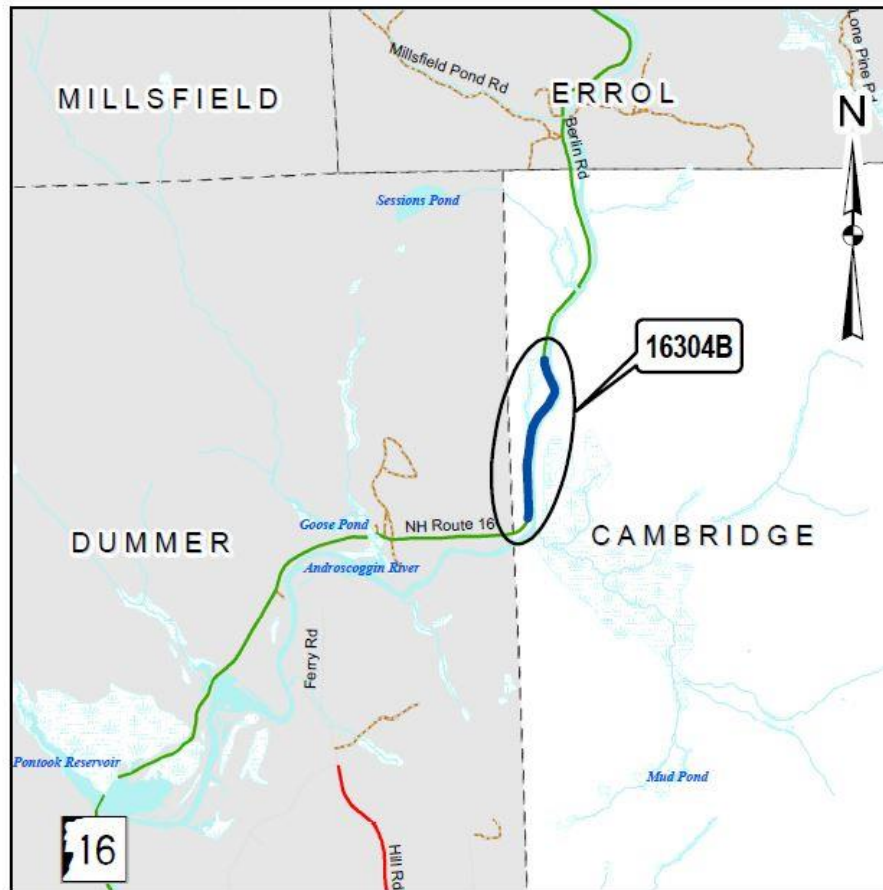 Lone Pine Rd
Millsfield Pond Rd
MILLSFIELD
ERROL
N
Berlin Rd
Sessions Pond
16304B
Goose Pond
NH Route 16
DUMMER
CAMBRIDGE
Androscoggin River
Ferry Rd
Pontook Reservoir
Mud Pond
16
Hill Rd